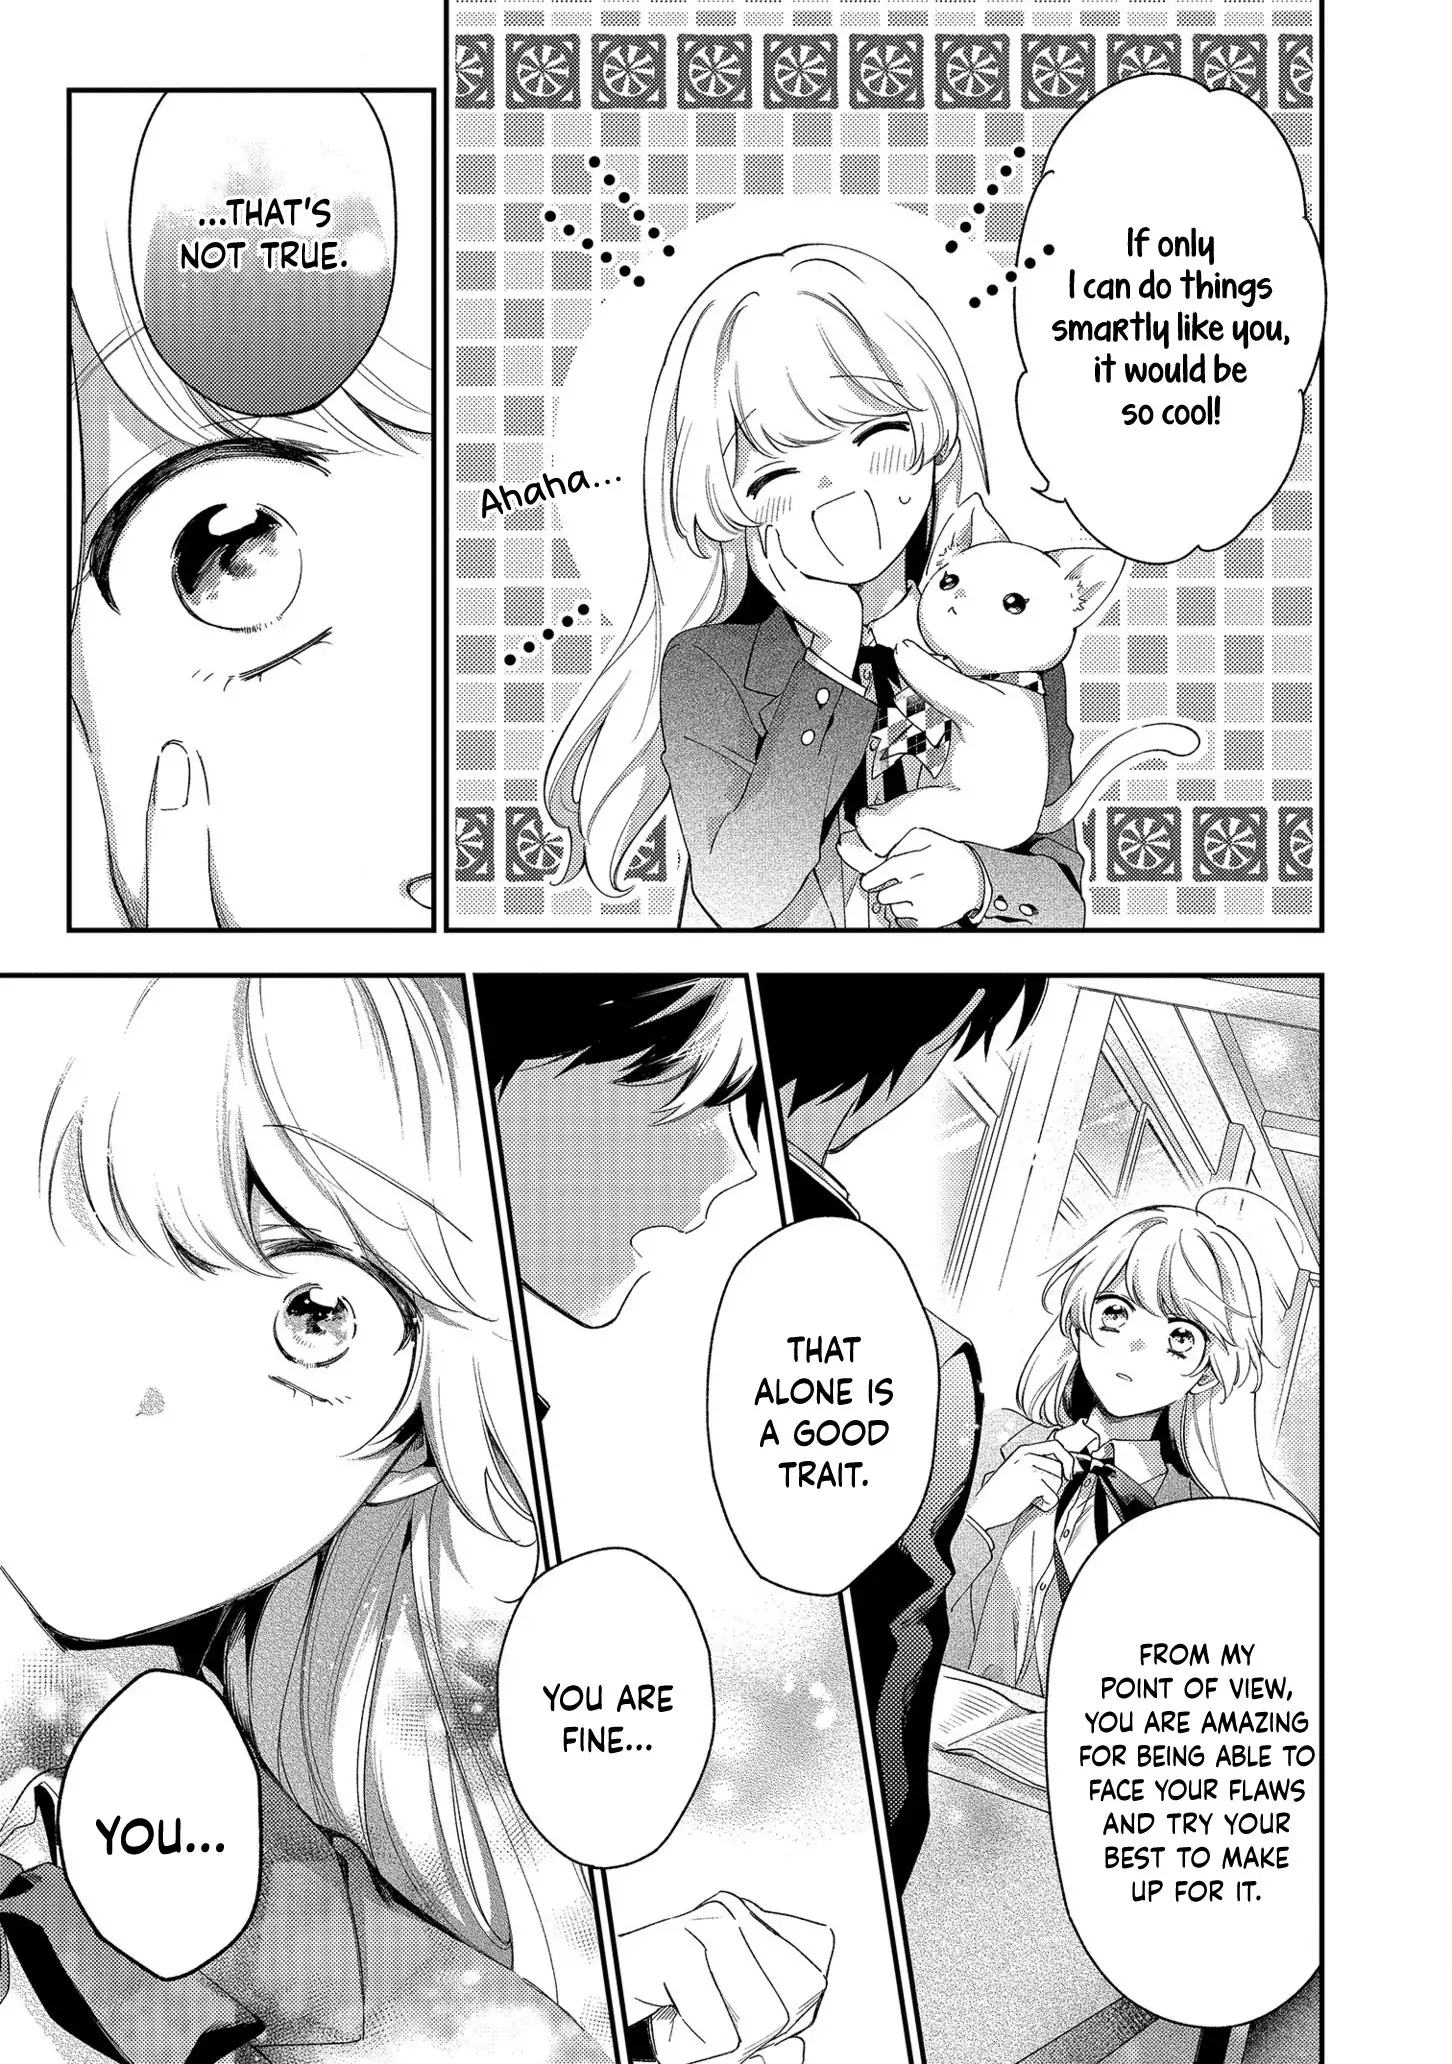 If only
I can do things
smartly like you,
it would be
so cool!
Ahaha...
...THAT'S
NOT TRUE.
FROM MY
POINT OF VIEW,
YOU ARE AMAZING
FOR BEING ABLE TO
FACE YOUR FLAWS
AND TRY YOUR
BEST TO MAKE
UP FOR IT.
THAT
ALONE IS
A GOOD
TRAIT.
YOU ARE
FINE...
YOU...